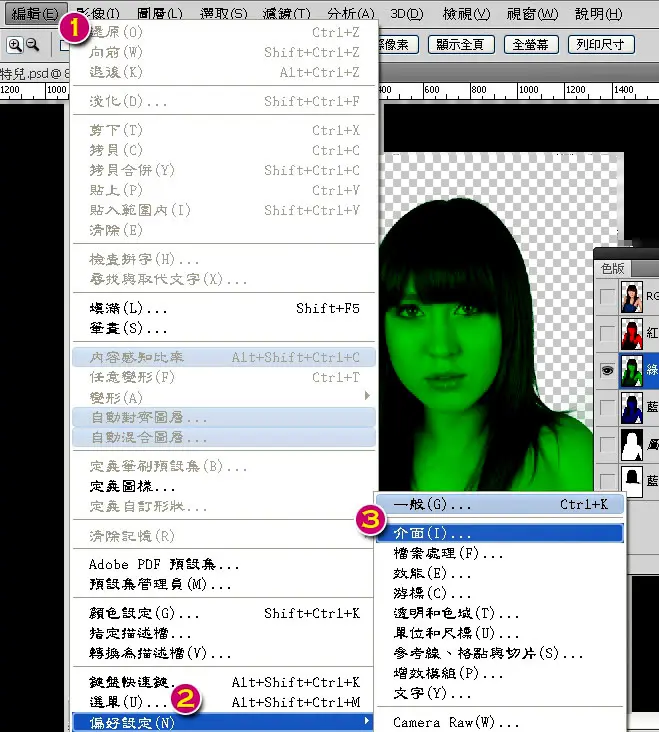 編輯(E) 影像(I) 圖層(L) 選取(S) 濾鏡(T) 分析(A) 3D(D) 檢視(V) 視窗(W) 說明(H)
際像素 顯示全頁 全螢幕 列印尺寸
特兒.psd @ 8
1200 1000 400 600 800 1000 1200 1400
1
還原(O) Ctrl+Z
向前(W) Shift+Ctrl+Z
退後(K) Alt+Ctrl+Z
淡化(D)... Shift+Ctrl+F
剪下(T) Ctrl+X
拷貝(C) Ctrl+C
拷貝合併(Y) Shift+Ctrl+C
貼上(P) Ctrl+V
貼入範圍內(I) Shift+Ctrl+V
清除(E)
檢查拼字(H)...
尋找與取代文字(X)...
填滿(L)... Shift+F5
筆畫(S)...
內容感知比率 Alt+Shift+Ctrl+C
任意變形(F) Ctrl+T
變形(A)
自動對齊圖層...
自動混合圖層...
定義筆刷預設集(B)...
定義圖樣...
定義自訂形狀...
清除記憶(R)
Adobe PDF 預設集...
預設集管理員(M)...
顏色設定(G)... Shift+Ctrl+K
指定描述檔...
轉換為描述檔(V)...
鍵盤快速鍵... Alt+Shift+Ctrl+K
選單(U)... Alt+Shift+Ctrl+M
2
偏好設定(N)
一般(G)... Ctrl+K
3
介面(I)...
檔案處理(F)...
效能(E)...
游標(C)...
透明和色域(T)...
單位和尺標(U)...
參考線、格點與切片(S)...
增效模組(P)...
文字(Y)...
Camera Raw(W)...
色版
RG
紅
綠
藍
藍